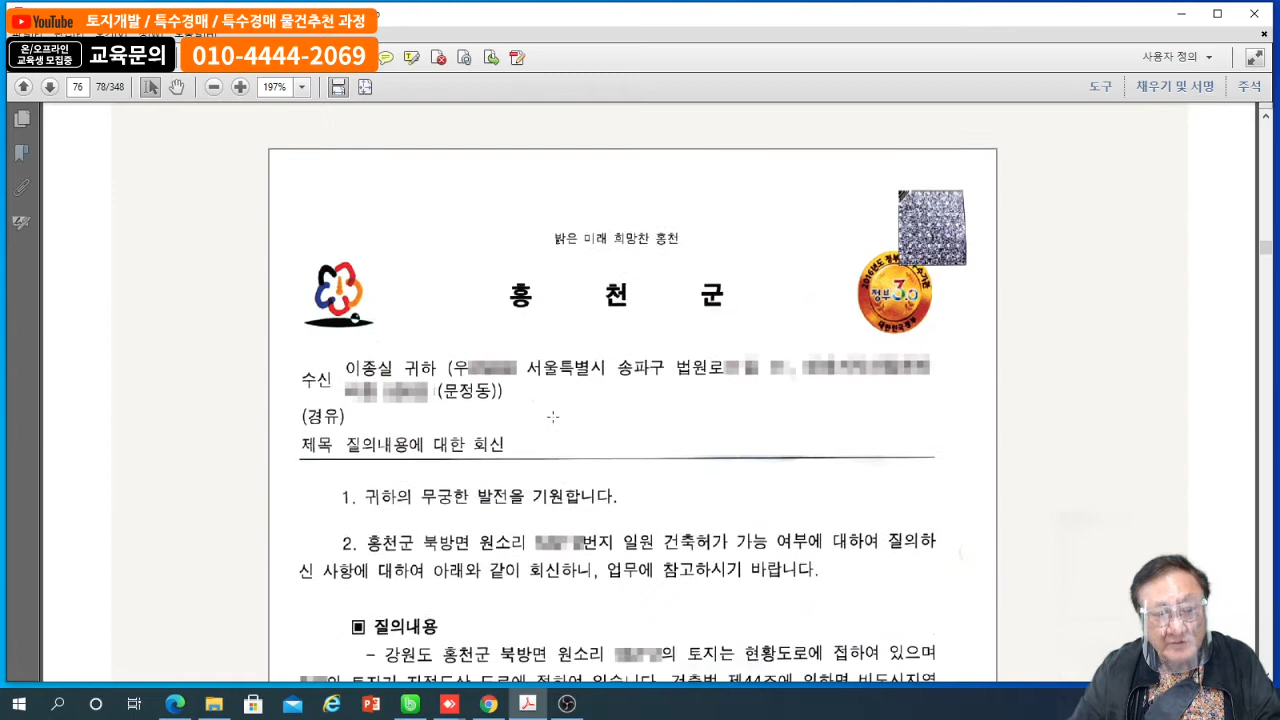 YouTube 토지개발 / 특수경매 / 특수경매 물건추천 과정
온/오프라인
교육생 모집중
교육문의 010-4444-2069
사용자 정의
76 78/348 197% 도구 채우기 및 서명 주석
밝은 미래 희망찬 홍천
홍 천 군
정부3.0
대한민국정부
수신 이종실 귀하 (우 서울특별시 송파구 법원로
(문정동))
(경유)
제목 질의내용에 대한 회신
1. 귀하의 무궁한 발전을 기원합니다.
2. 홍천군 북방면 원소리 번지 일원 건축허가 가능 여부에 대하여 질의하
신 사항에 대하여 아래와 같이 회신하니, 업무에 참고하시기 바랍니다.
▣ 질의내용
- 강원도 홍천군 북방면 원소리 의 토지는 현황도로에 접하여 있으며